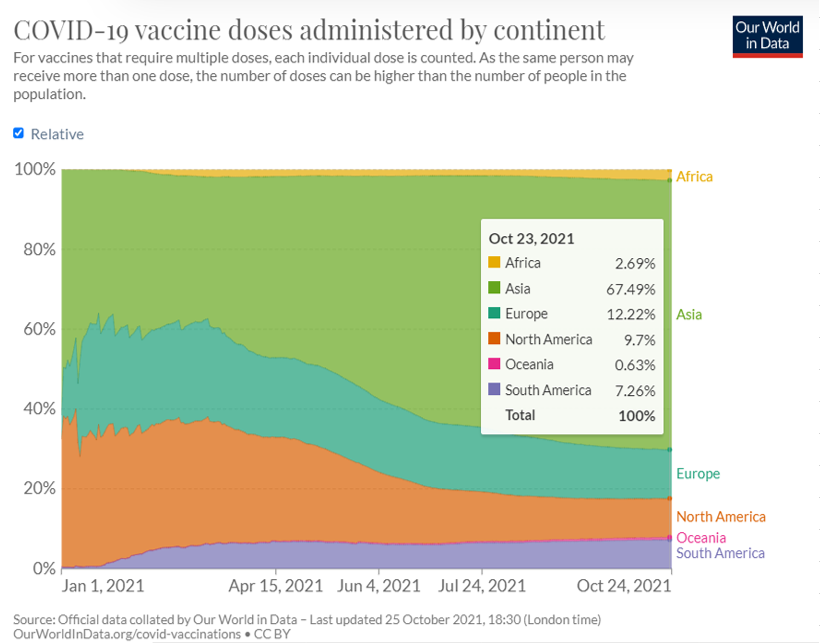 COVID-19 vaccine doses administered by continent
Our World
in Data
For vaccines that require multiple doses, each individual dose is counted. As the same person may
receive more than one dose, the number of doses can be higher than the number of people in the
population.
Relative
100%
80%
60%
40%
20%
0%
Africa
Asia
Europe
North America
Oceania
South America
Oct 23, 2021
Africa 2.69%
Asia 67.49%
Europe 12.22%
North America 9.7%
Oceania 0.63%
South America 7.26%
Total 100%
Jan 1, 2021 Apr 15, 2021 Jun 4, 2021 Jul 24, 2021 Oct 24, 2021
Source: Official data collated by Our World in Data – Last updated 25 October 2021, 18:30 (London time)
OurWorldInData.org/covid-vaccinations • CC BY